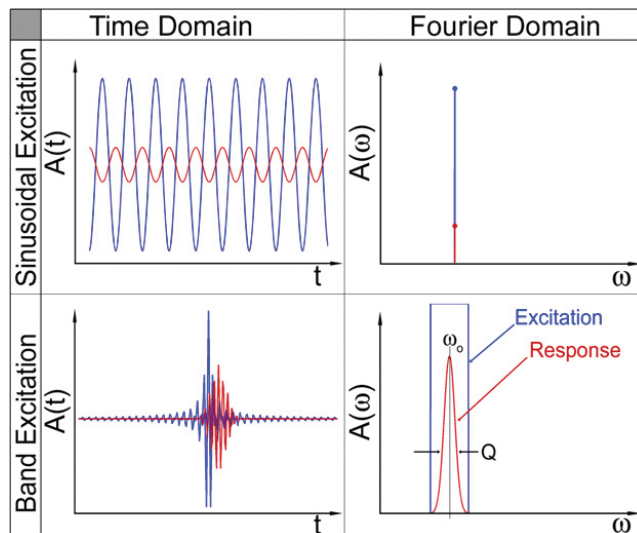 Time Domain
Fourier Domain
Sinusoidal Excitation
A(t)
t
A(ω)
ω
Band Excitation
A(t)
t
A(ω)
Excitation
ωo
Response
Q
ω